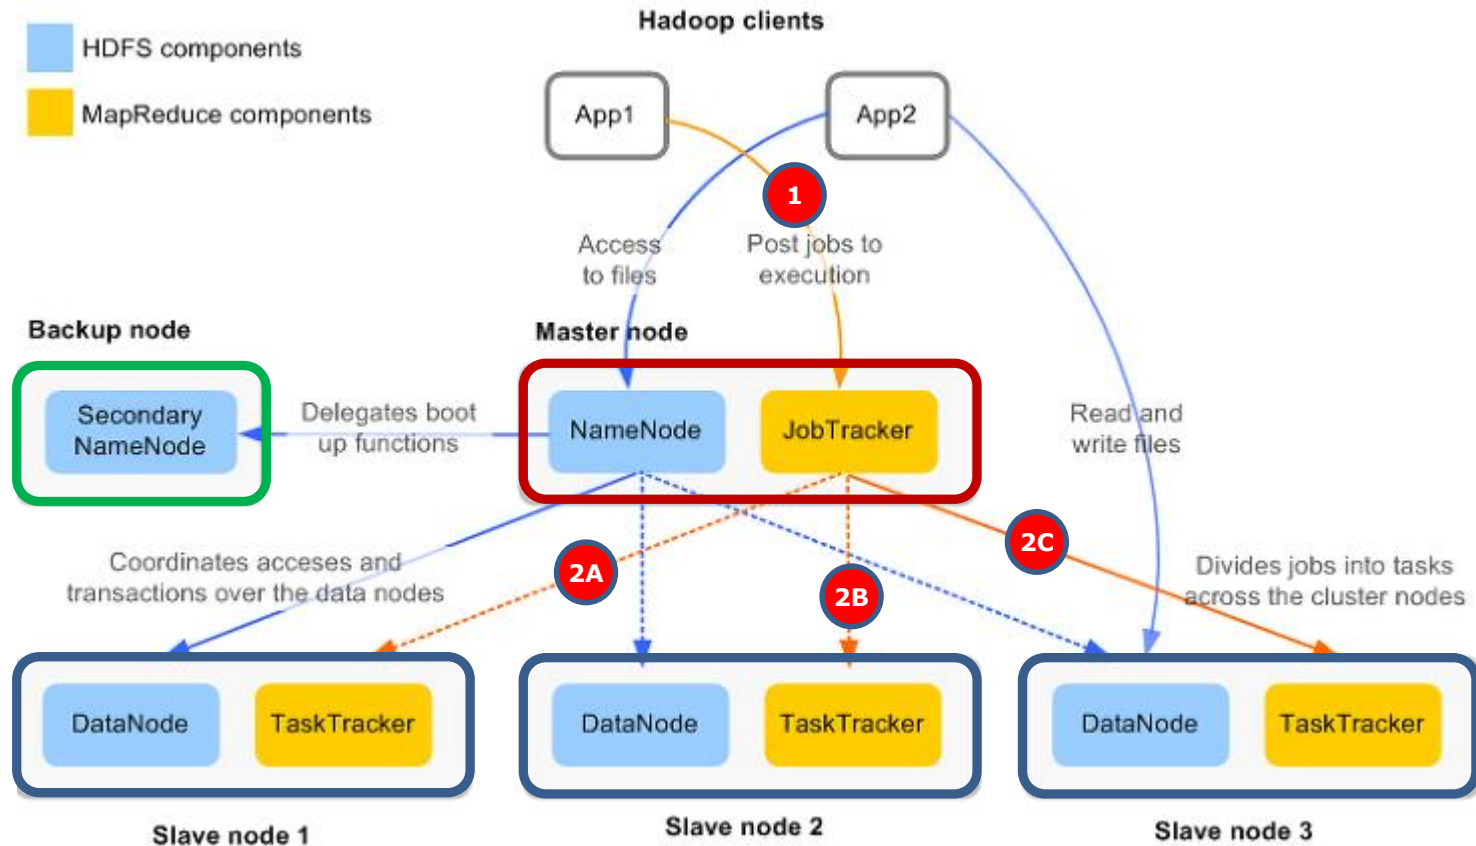 Hadoop clients
HDFS components
MapReduce components
App1
App2
1
Access
to files
Post jobs to
execution
Backup node
Master node
Secondary
NameNode
Delegates boot
up functions
NameNode
JobTracker
Read and
write files
Coordinates acceses and
transactions over the data nodes
2A
2B
2C
Divides jobs into tasks
across the cluster nodes
DataNode
TaskTracker
DataNode
TaskTracker
DataNode
TaskTracker
Slave node 1
Slave node 2
Slave node 3